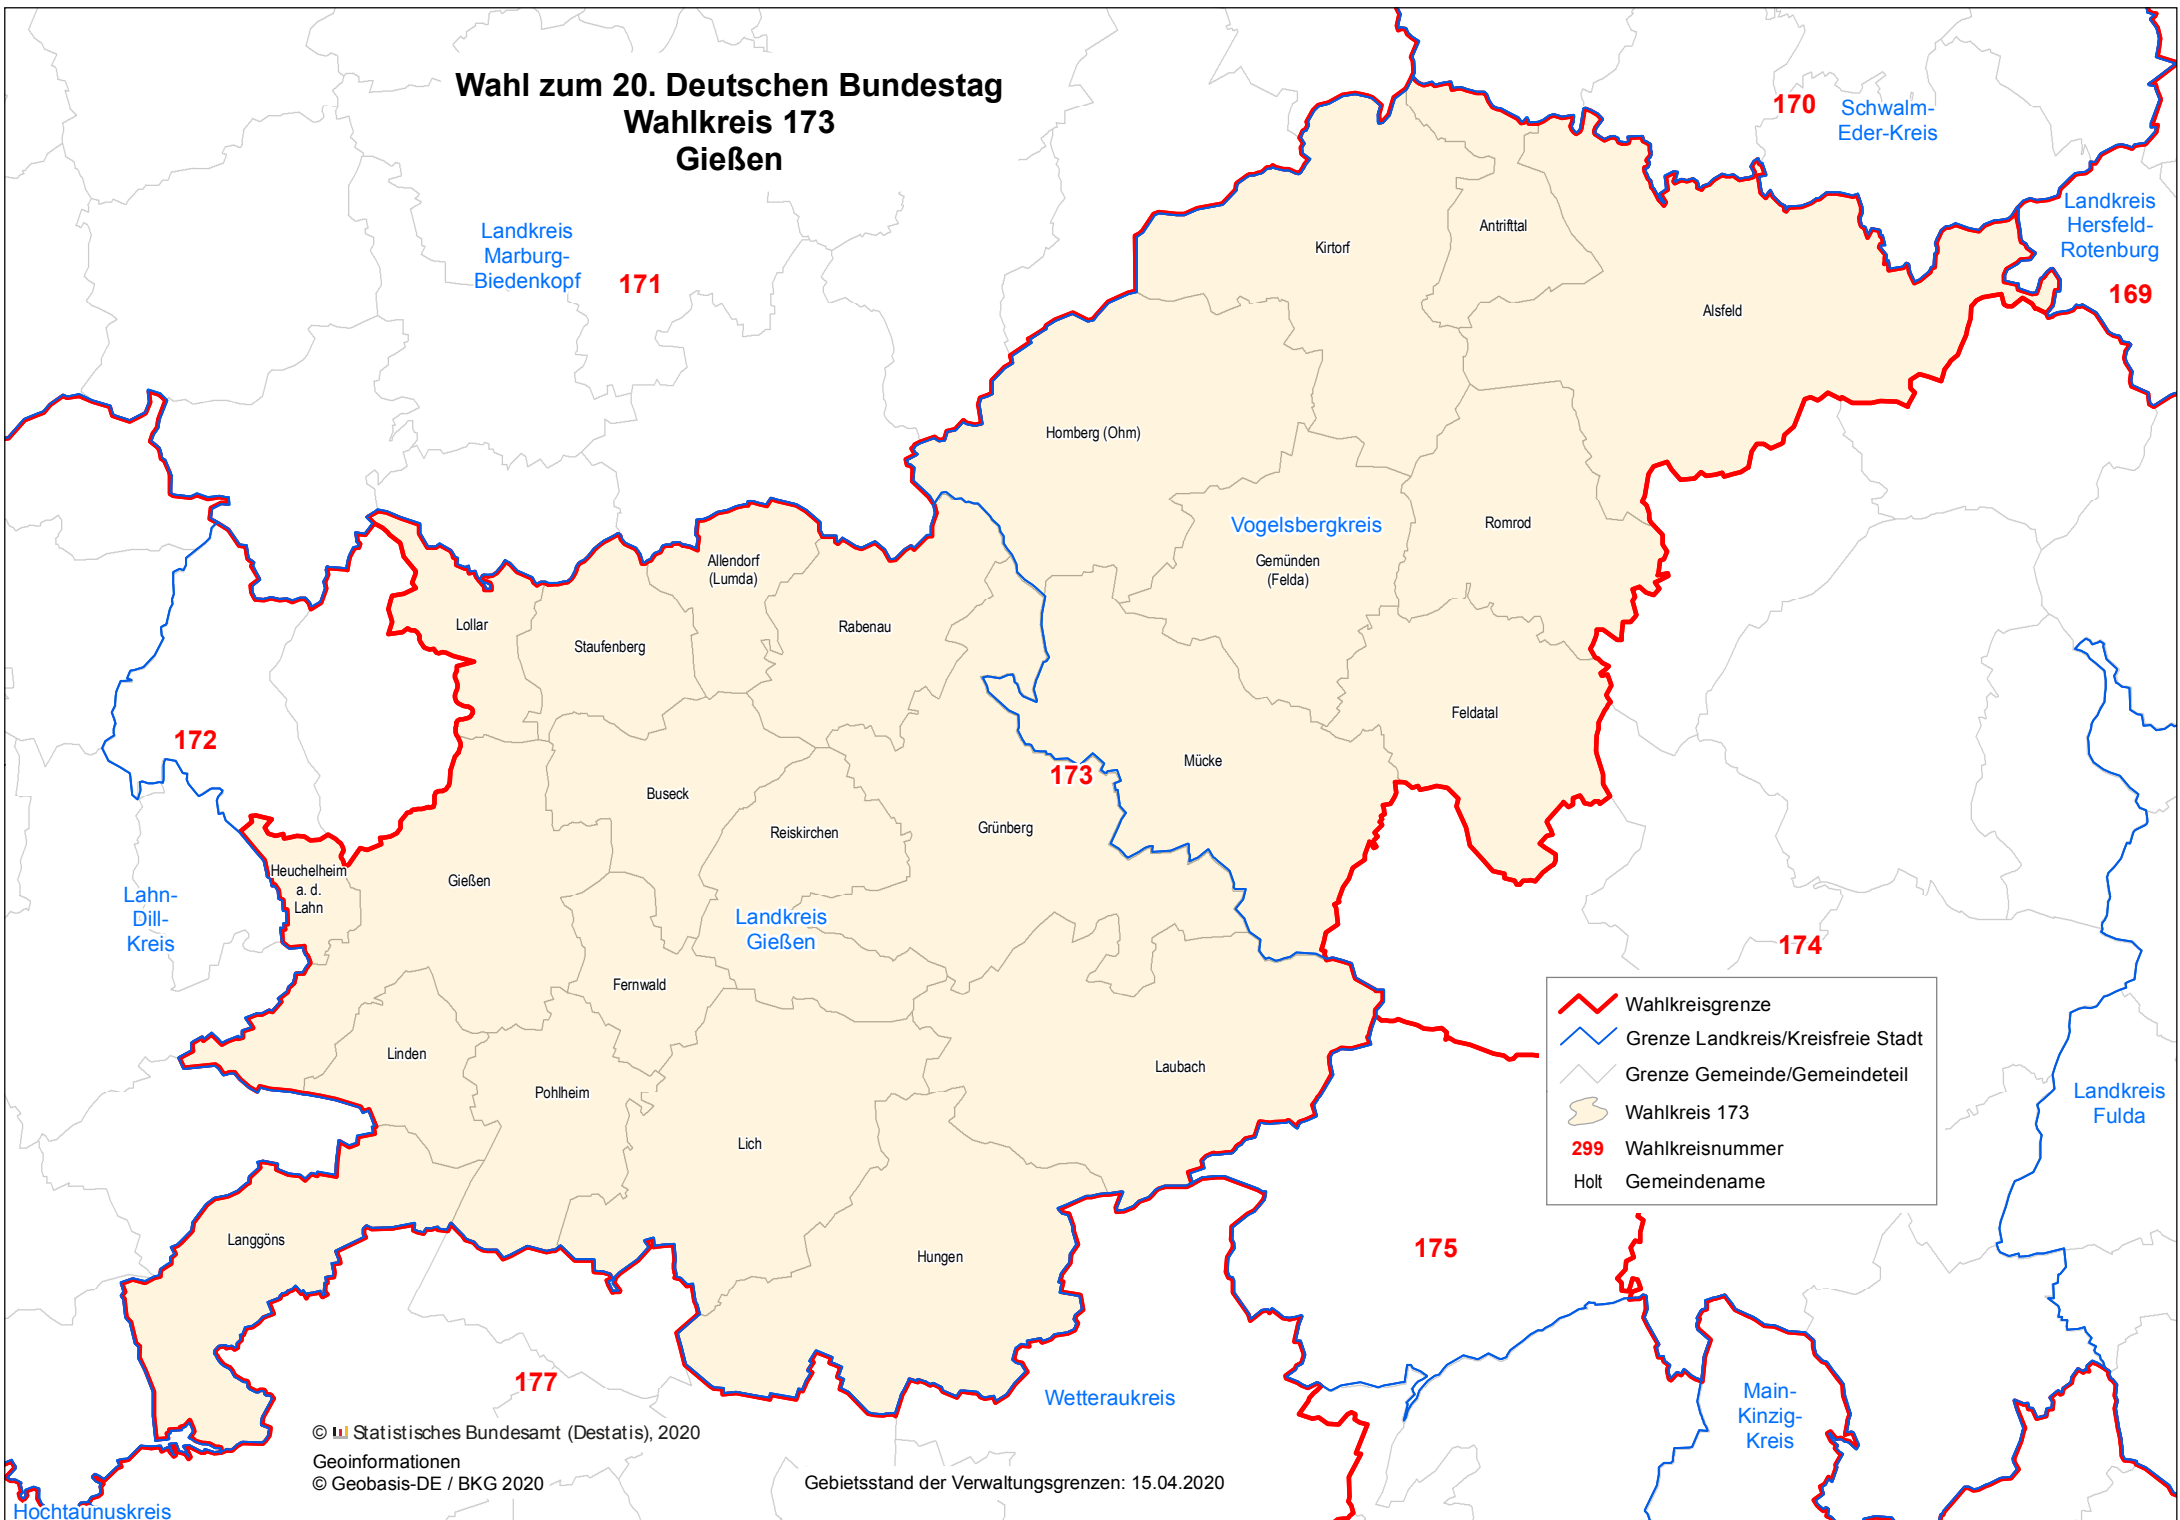 Wahl zum 20. Deutschen Bundestag
Wahlkreis 173
Gießen
170
Schwalm-
Eder-Kreis
Landkreis
Hersfeld-
Rotenburg
169
Landkreis
Marburg-
Biedenkopf
171
Kirtorf
Antrifttal
Alsfeld
Homberg (Ohm)
Vogelsbergkreis
Gemünden
(Felda)
Romrod
Allendorf
(Lumda)
Lollar
Staufenberg
Rabenau
Feldatal
172
Mücke
173
Buseck
Reiskirchen
Grünberg
Heuchelheim
a. d.
Lahn
Gießen
Lahn-
Dill-
Kreis
Landkreis
Gießen
174
Fernwald
Linden
Pohlheim
Laubach
Lich
Wahlkreisgrenze
Grenze Landkreis/Kreisfreie Stadt
Grenze Gemeinde/Gemeindeteil
Wahlkreis 173
299 Wahlkreisnummer
Holt Gemeindename
Landkreis
Fulda
Langgöns
Hungen
175
177
Wetteraukreis
Main-
Kinzig-
Kreis
© Statistisches Bundesamt (Destatis), 2020
Geoinformationen
© Geobasis-DE / BKG 2020
Gebietsstand der Verwaltungsgrenzen: 15.04.2020
Hochtaunuskreis